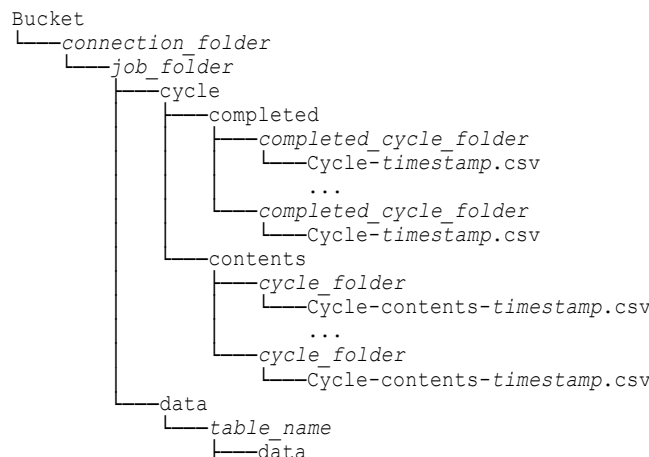 Bucket
└───connection_folder
    └───job_folder
        ├───cycle
        │   ├───completed
        │   │   ├───completed_cycle_folder
        │   │   │   └───Cycle-timestamp.csv
        │   │   │       ...
        │   │   └───completed_cycle_folder
        │   │       └───Cycle-timestamp.csv
        │   └───contents
        │       ├───cycle_folder
        │       │   └───Cycle-contents-timestamp.csv
        │       │       ...
        │       └───cycle_folder
        │           └───Cycle-contents-timestamp.csv
        └───data
            └───table_name
                ├───data